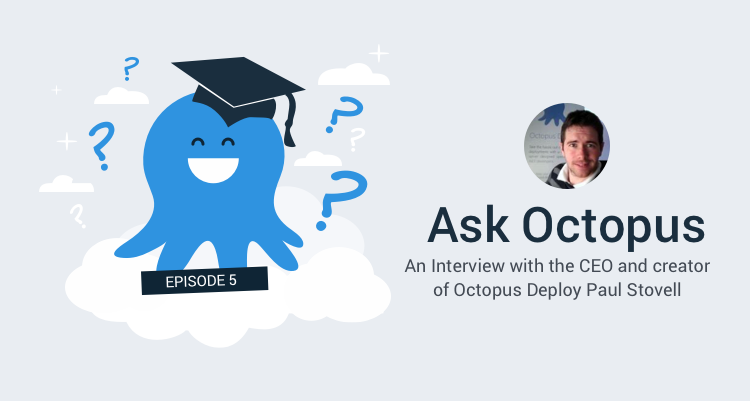 EPISODE 5
Ask Octopus
An Interview with the CEO and creator
of Octopus Deploy Paul Stovell